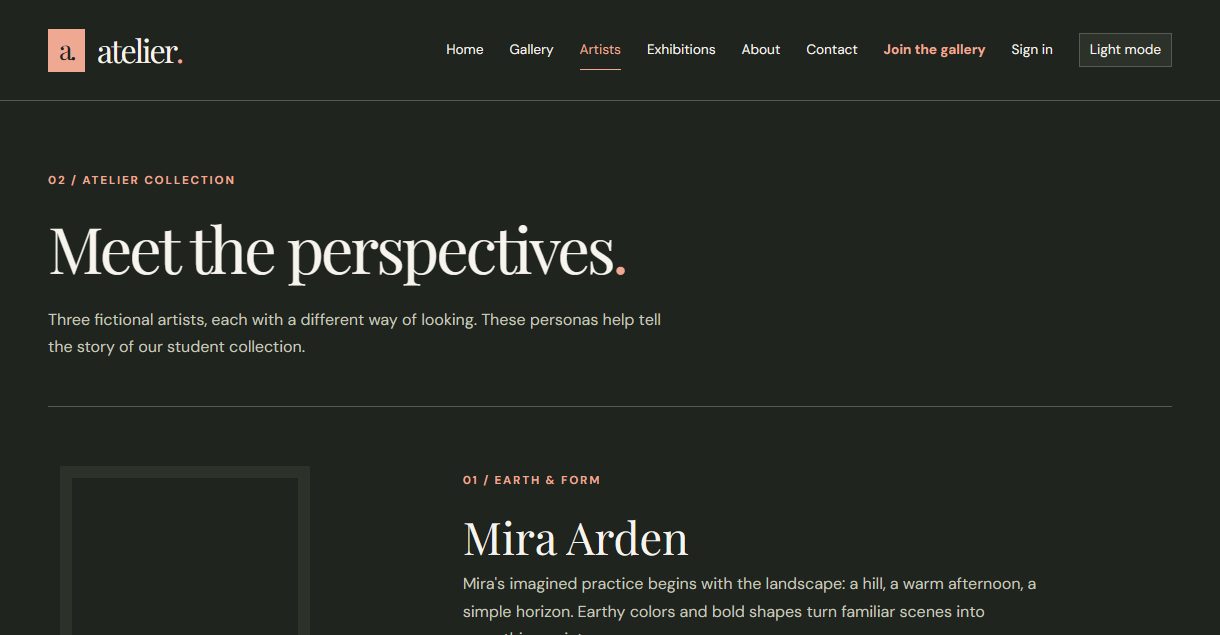 a. atelier.
Home Gallery Artists Exhibitions About Contact Join the gallery Sign in Light mode
02 / ATELIER COLLECTION
Meet the perspectives.
Three fictional artists, each with a different way of looking. These personas help tell
the story of our student collection.
01 / EARTH & FORM
Mira Arden
Mira's imagined practice begins with the landscape: a hill, a warm afternoon, a
simple horizon. Earthy colors and bold shapes turn familiar scenes into